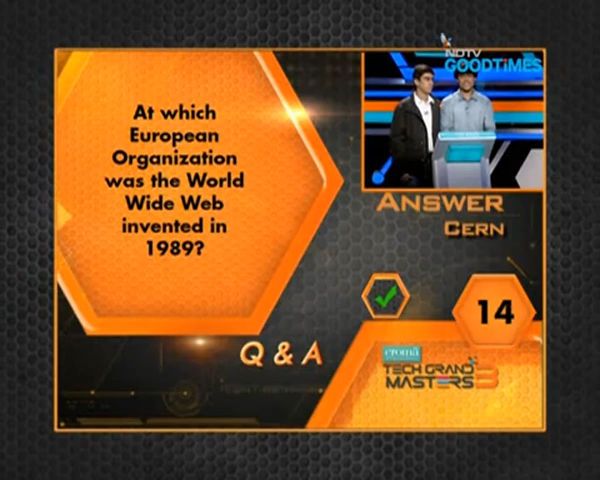 NDTV
GOODTiMES
At which
European
Organization
was the World
Wide Web
invented in
1989?
ANSWER
CERN
14
Q & A
croma
TECH GRAND
MASTERS 3